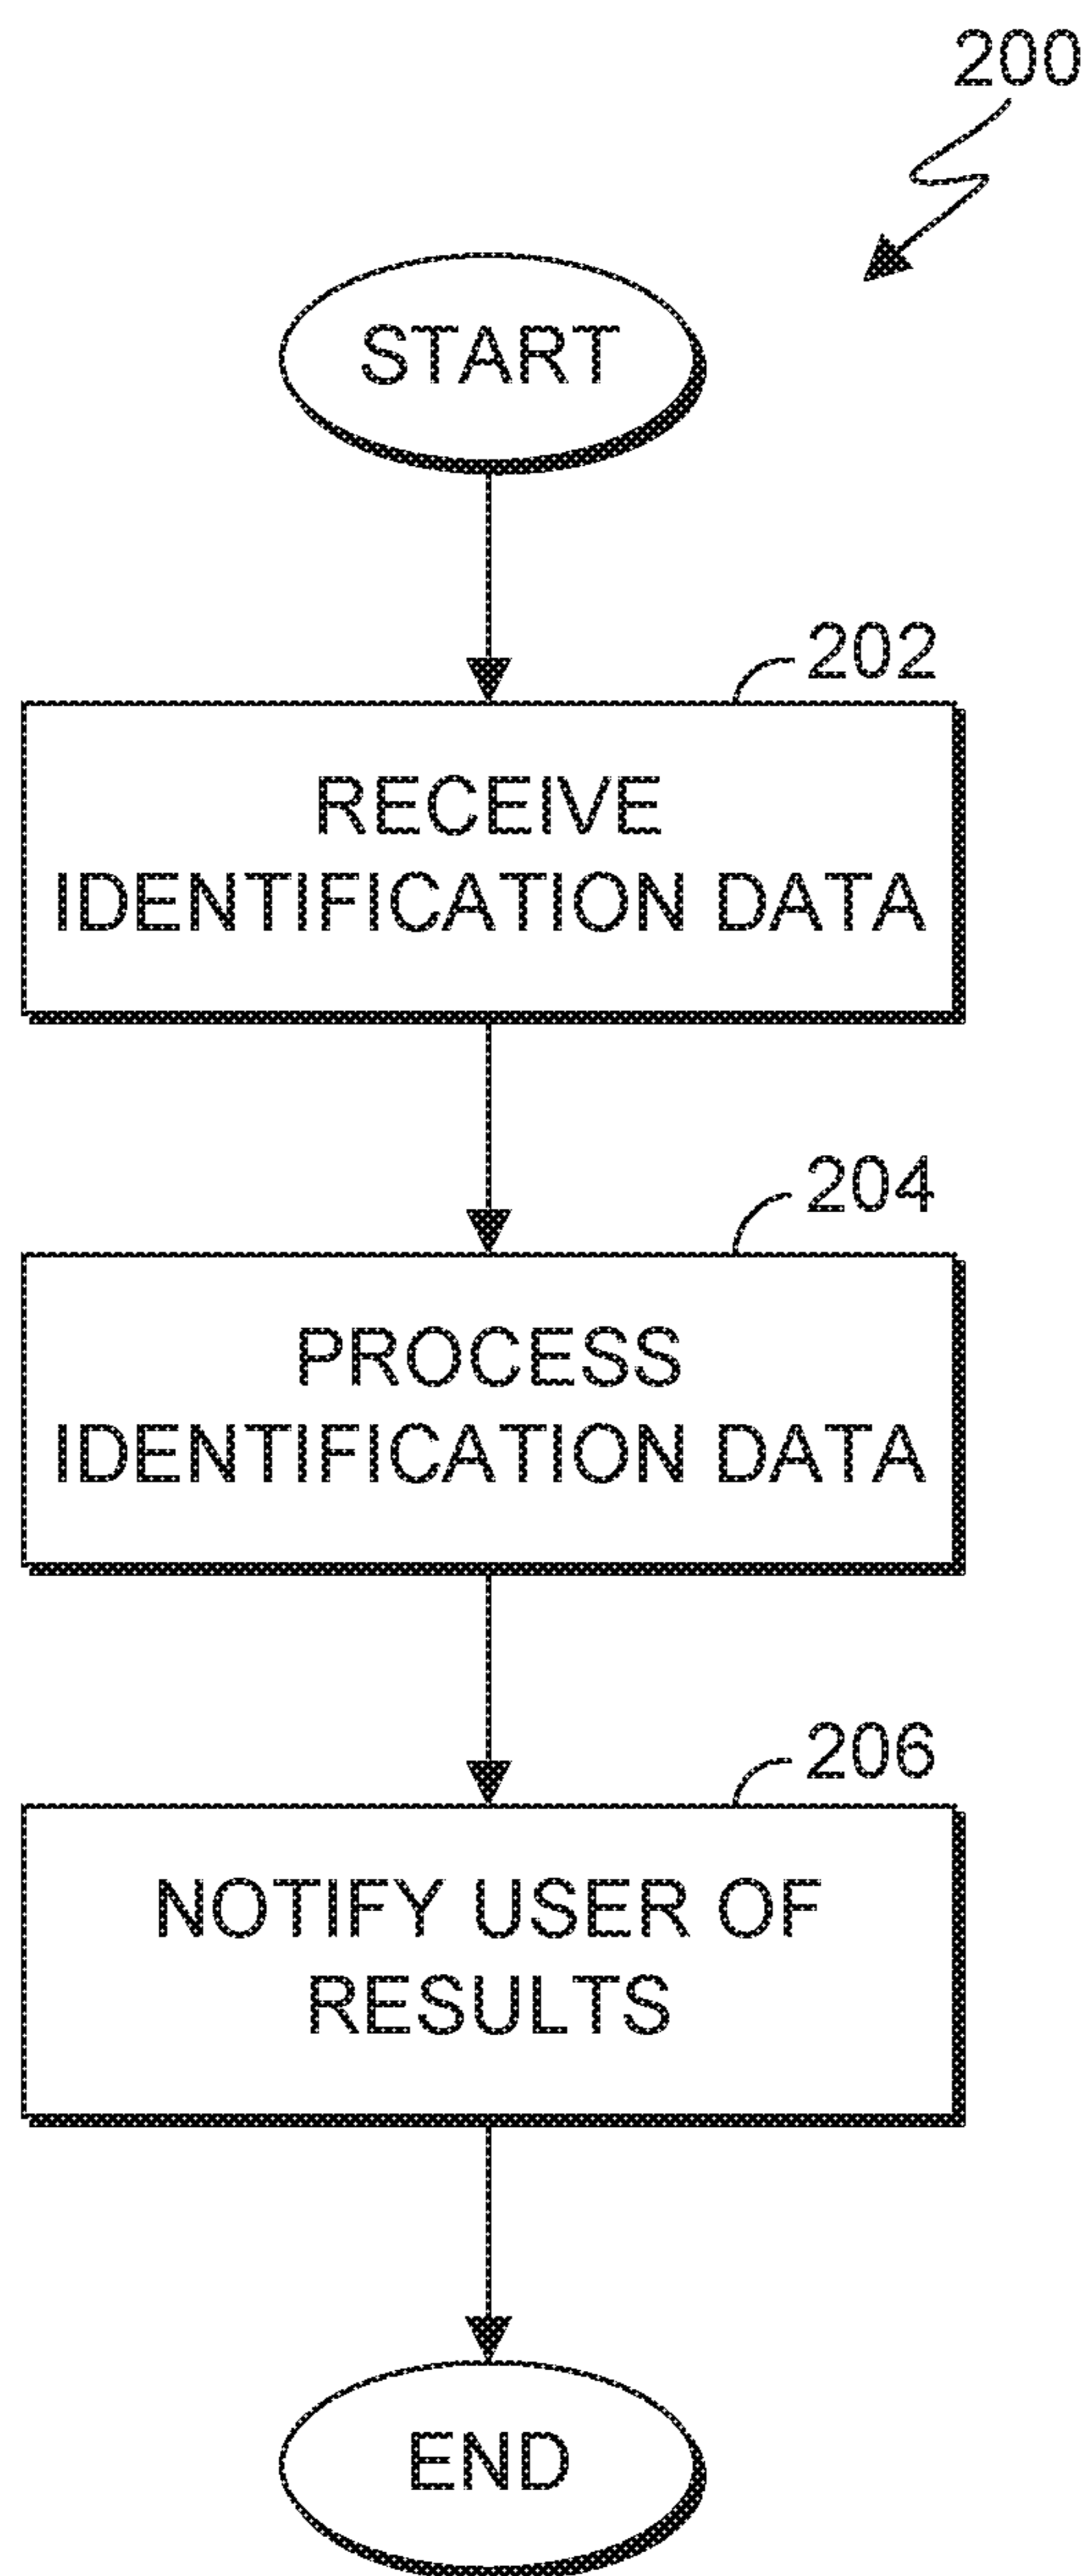 200
START
202
RECEIVE
IDENTIFICATION DATA
204
PROCESS
IDENTIFICATION DATA
206
NOTIFY USER OF
RESULTS
END